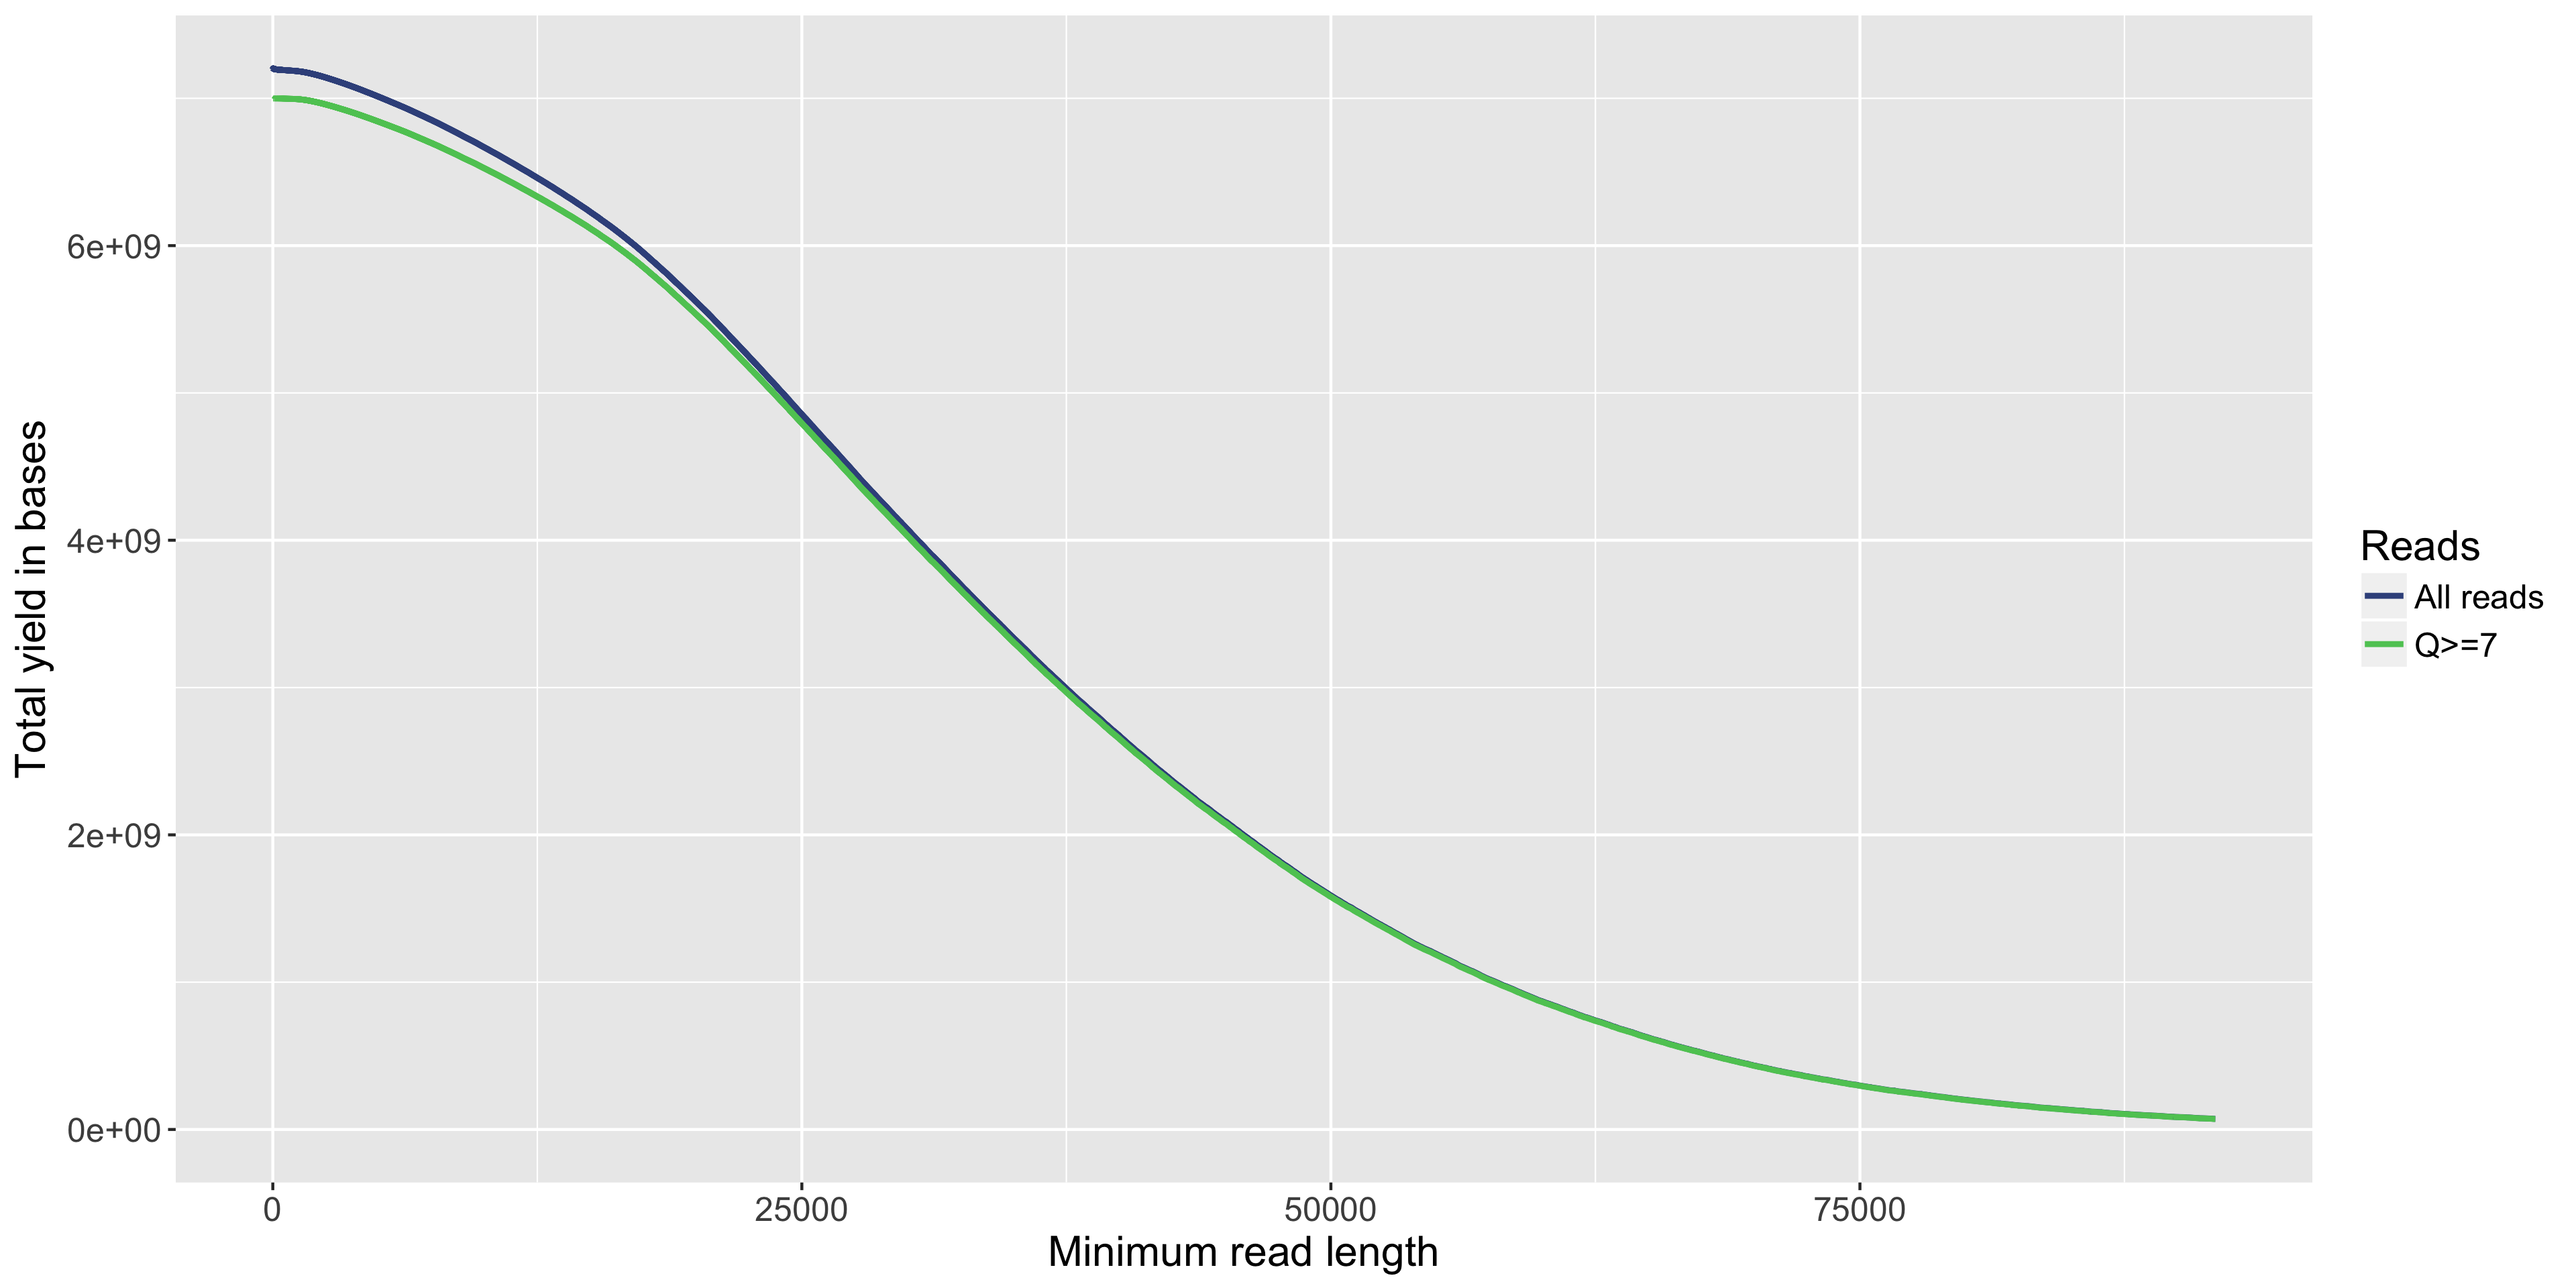 Total yield in bases
6e+09
4e+09
2e+09
0e+00
0
25000
50000
75000
Minimum read length
Reads
All reads
Q>=7